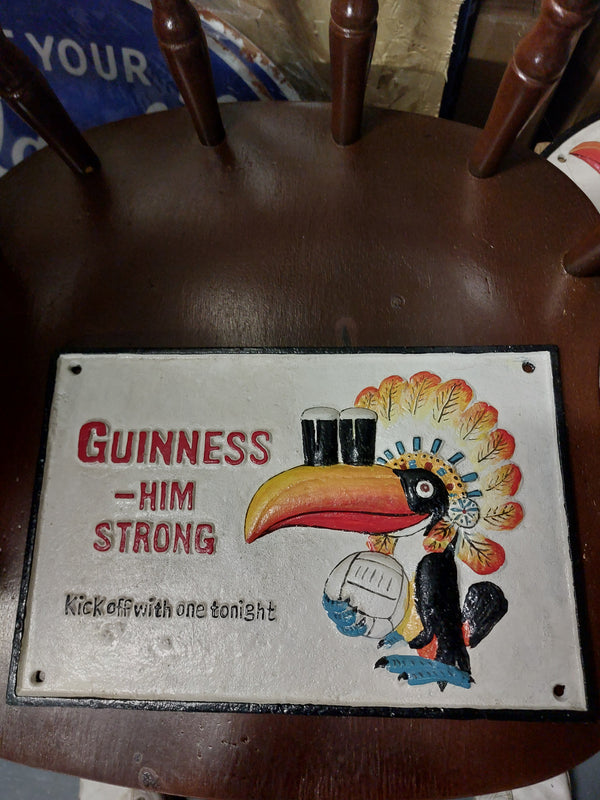 YOUR
GUINNESS
–HIM
STRONG
Kick off with one tonight